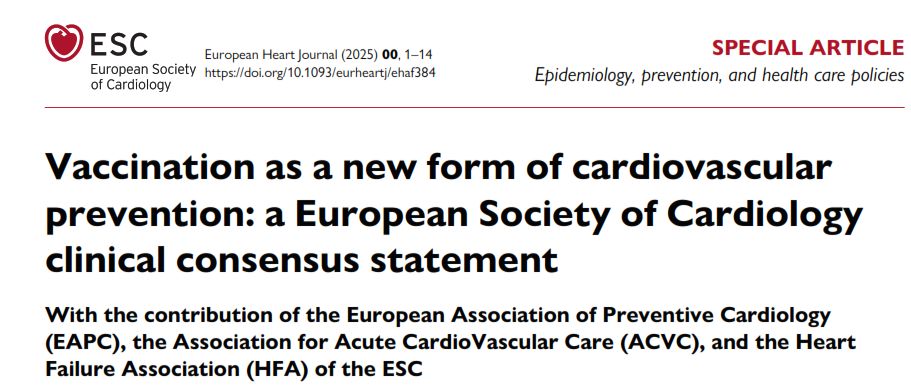 ESC
European Society
of Cardiology
European Heart Journal (2025) 00, 1–14
https://doi.org/10.1093/eurheartj/ehaf384
SPECIAL ARTICLE
Epidemiology, prevention, and health care policies
Vaccination as a new form of cardiovascular
prevention: a European Society of Cardiology
clinical consensus statement
With the contribution of the European Association of Preventive Cardiology
(EAPC), the Association for Acute CardioVascular Care (ACVC), and the Heart
Failure Association (HFA) of the ESC